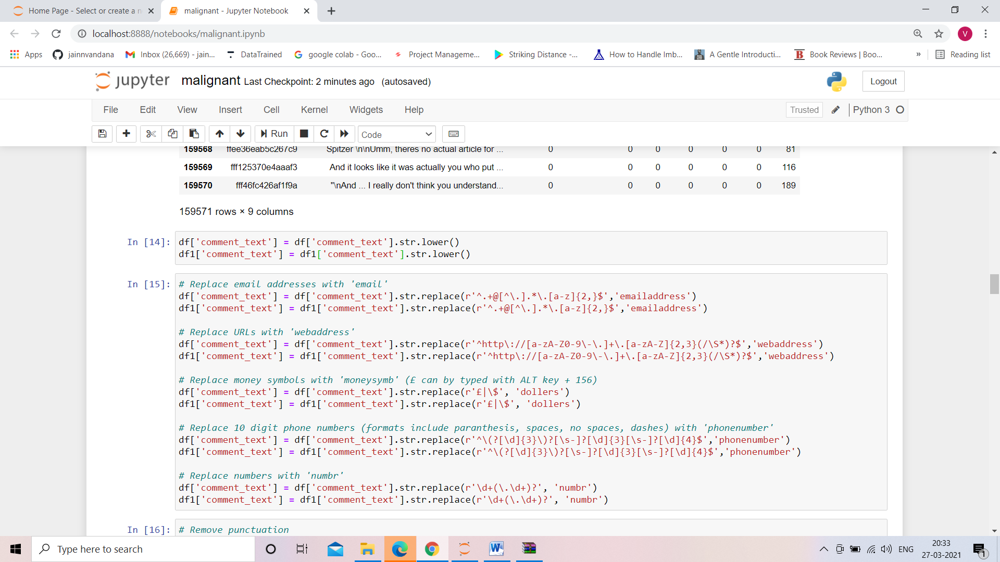 Home Page - Select or create a n
malignant - Jupyter Notebook
localhost:8888/notebooks/malignant.ipynb
V
Apps
jainnvandana
Inbox (26,669) - jain...
DataTrained
google colab - Goo...
Project Manageme...
Striking Distance -...
How to Handle Imb...
A Gentle Introducti...
Book Reviews | Boo...
»
Reading list
jupyter
malignant Last Checkpoint: 2 minutes ago (autosaved)
Logout
File Edit View Insert Cell Kernel Widgets Help
Trusted
Python 3
Run
Code
159568 ffee36eab5c267c9 Spitzer \n\nUmm, theres no actual article for ... 0 0 0 0 0 0 81
159569 fff125370e4aaaf3 And it looks like it was actually you who put ... 0 0 0 0 0 0 116
159570 fff46fc426af1f9a "\nAnd ... I really don't think you understand... 0 0 0 0 0 0 189
159571 rows × 9 columns
In [14]: df['comment_text'] = df['comment_text'].str.lower()
df1['comment_text'] = df1['comment_text'].str.lower()
In [15]: # Replace email addresses with 'email'
df['comment_text'] = df['comment_text'].str.replace(r'^.+@[^\.].*\.[a-z]{2,}$','emailaddress')
df1['comment_text'] = df1['comment_text'].str.replace(r'^.+@[^\.].*\.[a-z]{2,}$','emailaddress')
# Replace URLs with 'webaddress'
df['comment_text'] = df['comment_text'].str.replace(r'^http\://[a-zA-Z0-9\-\.]+\.[a-zA-Z]{2,3}(/\S*)?$','webaddress')
df1['comment_text'] = df1['comment_text'].str.replace(r'^http\://[a-zA-Z0-9\-\.]+\.[a-zA-Z]{2,3}(/\S*)?$','webaddress')
# Replace money symbols with 'moneysymb' (£ can by typed with ALT key + 156)
df['comment_text'] = df['comment_text'].str.replace(r'£|\$', 'dollers')
df1['comment_text'] = df1['comment_text'].str.replace(r'£|\$', 'dollers')
# Replace 10 digit phone numbers (formats include paranthesis, spaces, no spaces, dashes) with 'phonenumber'
df['comment_text'] = df['comment_text'].str.replace(r'^\(?[\d]{3}\)?[\s-]?[\d]{3}[\s-]?[\d]{4}$','phonenumber')
df1['comment_text'] = df1['comment_text'].str.replace(r'^\(?[\d]{3}\)?[\s-]?[\d]{3}[\s-]?[\d]{4}$','phonenumber')
# Replace numbers with 'numbr'
df['comment_text'] = df['comment_text'].str.replace(r'\d+(\.\d+)?', 'numbr')
df1['comment_text'] = df1['comment_text'].str.replace(r'\d+(\.\d+)?', 'numbr')
In [16]: # Remove punctuation
Type here to search
ENG
20:33
27-03-2021
1